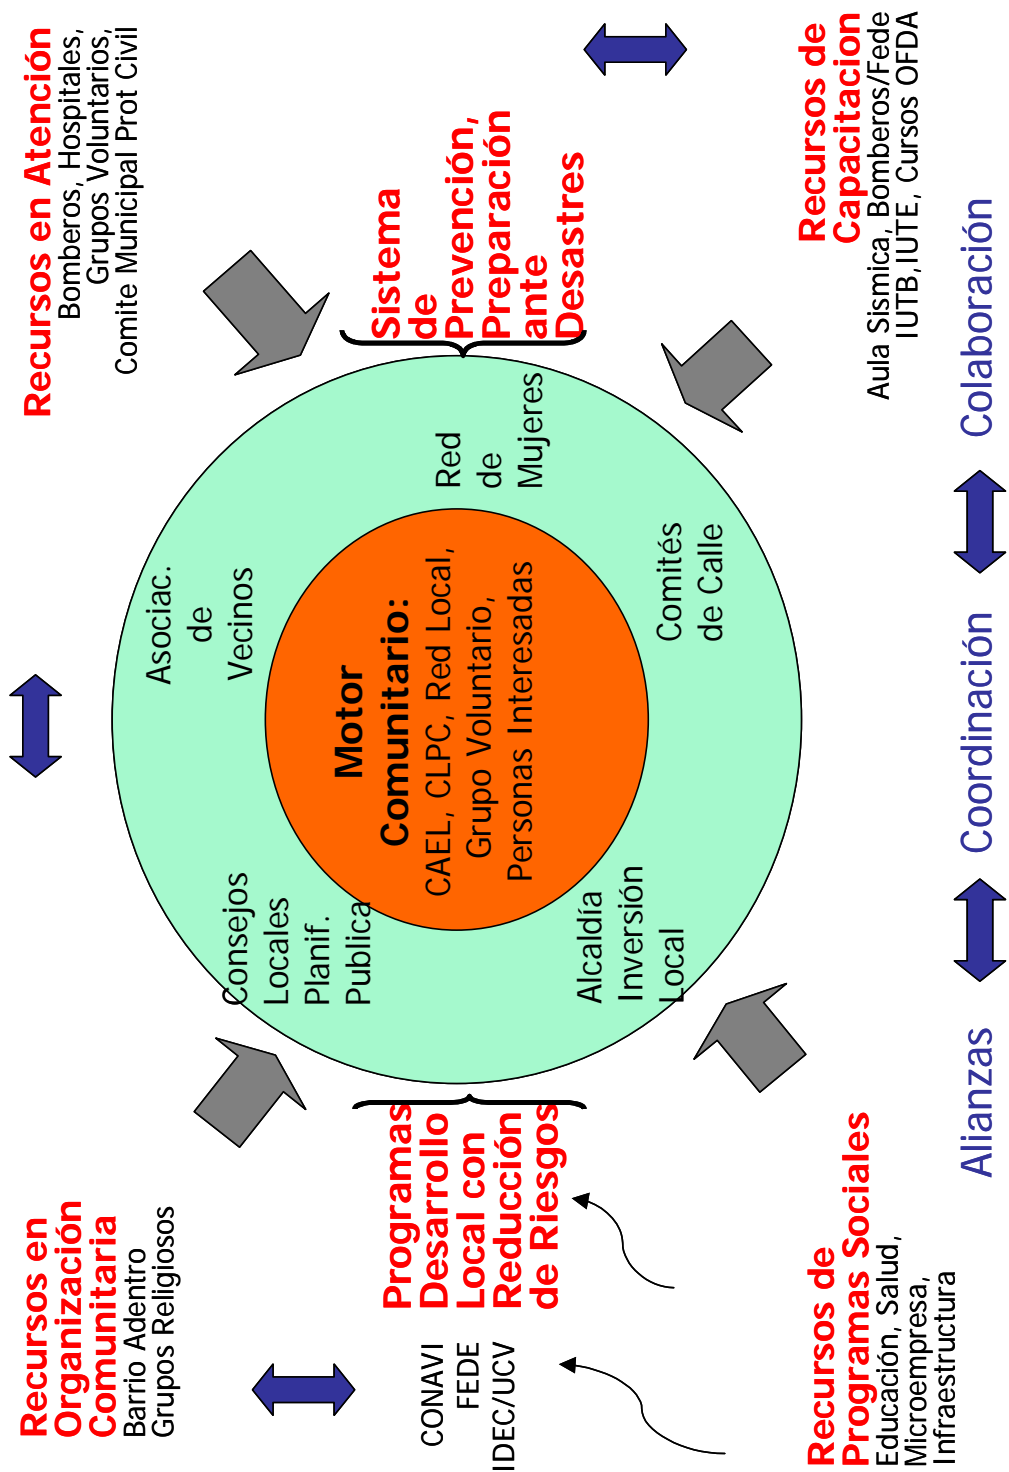 Recursos en
Organización
Comunitaria
Barrio Adentro
Grupos Religiosos
Recursos en Atención
Bomberos, Hospitales,
Grupos Voluntarios,
Comite Municipal Prot Civil
Consejos
Locales
Planif.
Publica
Asociac.
de
Vecinos
CONAVI
FEDE
IDEC/UCV
Programas
Desarrollo
Local con
Reducción
de Riesgos
Motor
Comunitario:
CAEL, CLPC, Red Local,
Grupo Voluntario,
Personas Interesadas
Red
de
Mujeres
Sistema
de
Prevención,
Preparación
ante
Desastres
Alcaldía
Inversión
Local
Comités
de Calle
Recursos de
Programas Sociales
Educación, Salud,
Microempresa,
Infraestructura
Recursos de
Capacitacion
Aula Sismica, Bomberos/Fede
IUTB,IUTE, Cursos OFDA
Alianzas
Coordinación
Colaboración